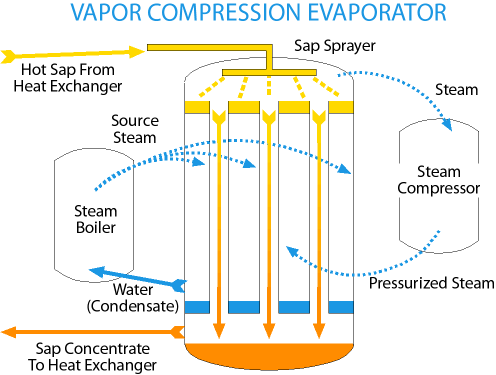 VAPOR COMPRESSION EVAPORATOR
Sap Sprayer
Hot Sap From
Heat Exchanger
Steam
Source
Steam
Steam
Compressor
Steam
Boiler
Pressurized Steam
Water
(Condensate)
Sap Concentrate
To Heat Exchanger